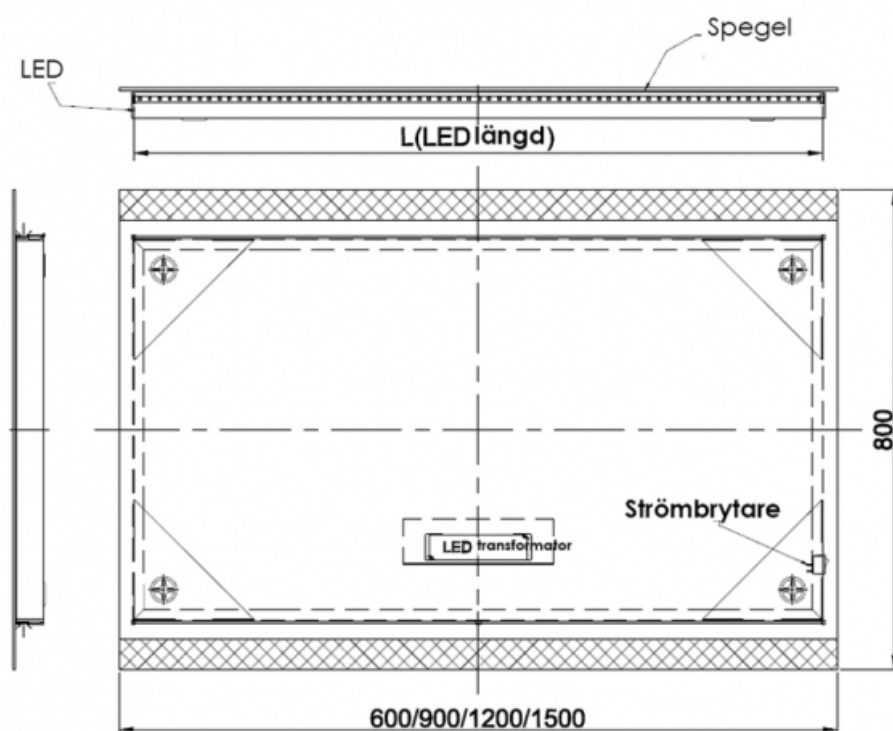 Spegel
LED
L(LED längd)
800
Strömbrytare
LED transformator
600/900/1200/1500